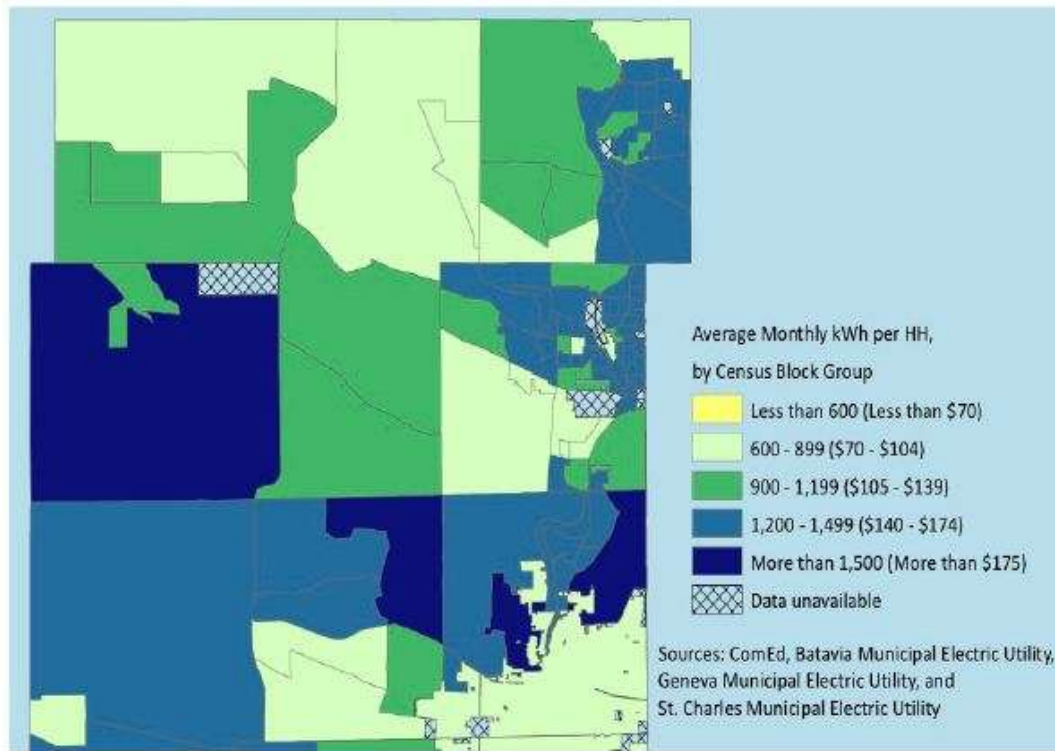 Average Monthly kWh per HH,
by Census Block Group
Less than 600 (Less than $70)
600 - 899 ($70 - $104)
900 - 1,199 ($105 - $139)
1,200 - 1,499 ($140 - $174)
More than 1,500 (More than $175)
Data unavailable
Sources: ComEd, Batavia Municipal Electric Utility,
Geneva Municipal Electric Utility, and
St. Charles Municipal Electric Utility